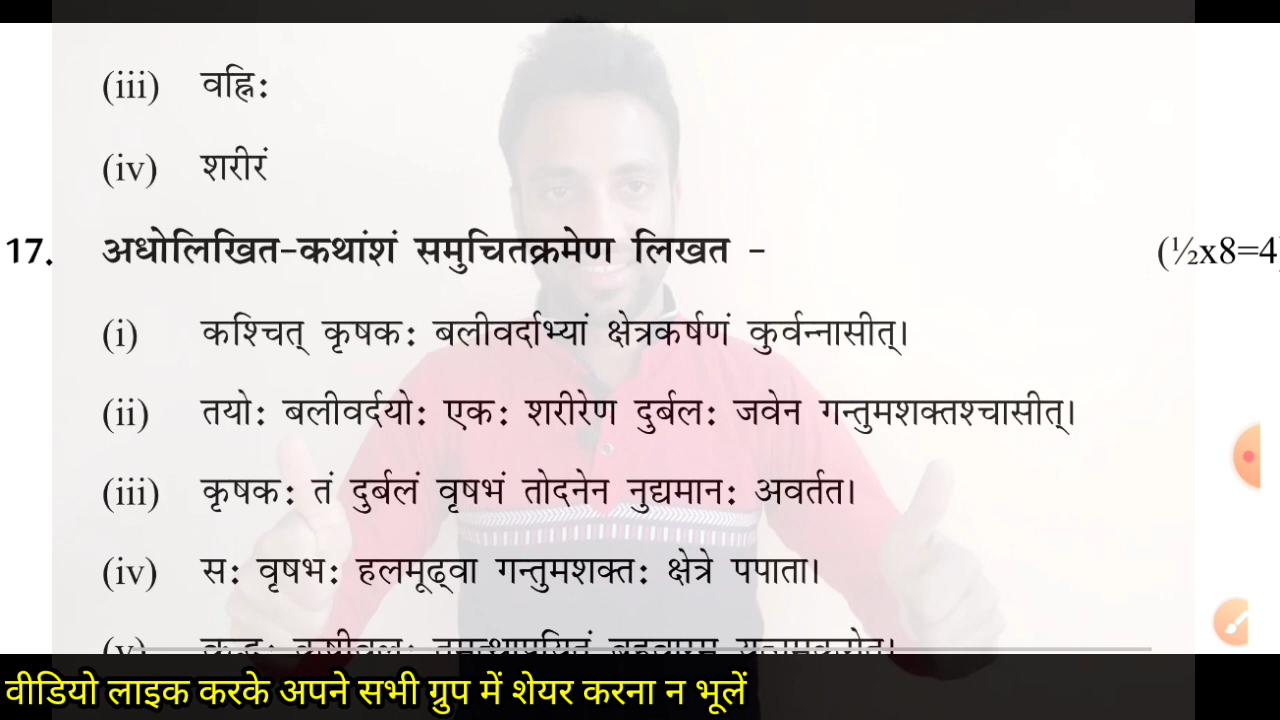 (iii) वह्नि:
(iv) शरीरं
17. अधोलिखित-कथांशं समुचितक्रमेण लिखत - (½x8=4)
(i) कश्चित् कृषक: बलीवर्दाभ्यां क्षेत्रकर्षणं कुर्वन्नासीत्।
(ii) तयो: बलीवर्दयो: एक: शरीरेण दुर्बल: जवेन गन्तुमशक्तश्चासीत्।
(iii) कृषक: तं दुर्बलं वृषभं तोदनेन नुद्यमान: अवर्तत।
(iv) स: वृषभ: हलमूढ्वा गन्तुमशक्त: क्षेत्रे पपाता।
(v)
वीडियो लाइक करके अपने सभी ग्रुप में शेयर करना न भूलें